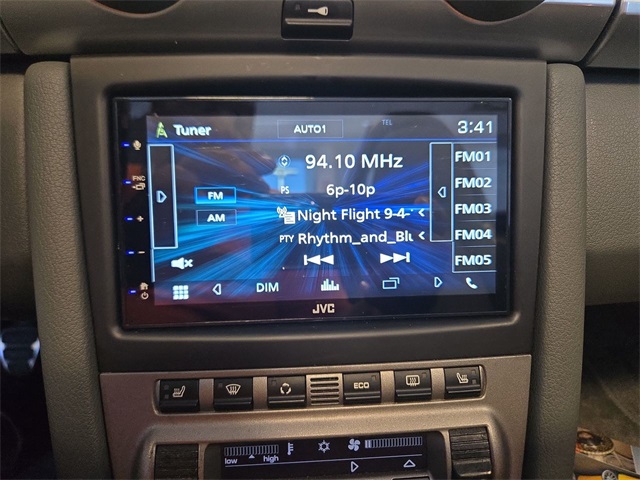 Tuner
AUTO1
TEL
3:41
94.10 MHz
FM01
FM
PS
6p-10p
FM02
AM
Night Flight 9-4-
FM03
PTY Rhythm_and_Blu
FM04
FM05
FNC
DIM
JVC
ECO
low
high